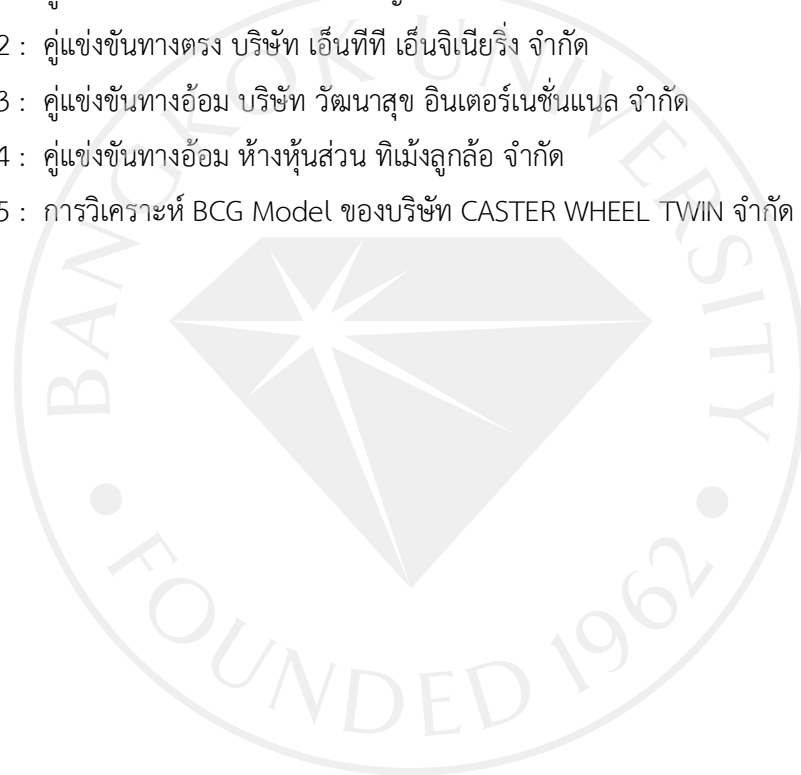 2 : คู่แข่งขันทางตรง บริษัท เอ็นทีที เอ็นจิเนียริ่ง จำกัด
3 : คู่แข่งขันทางอ้อม บริษัท วัฒนาสุข อินเตอร์เนชั่นแนล จำกัด
4 : คู่แข่งขันทางอ้อม ห้างหุ้นส่วน ทิเม้งลูกล้อ จำกัด
5 : การวิเคราะห์ BCG Model ของบริษัท CASTER WHEEL TWIN จำกัด
BANGKOK UNIVERSITY
FOUNDED 1962